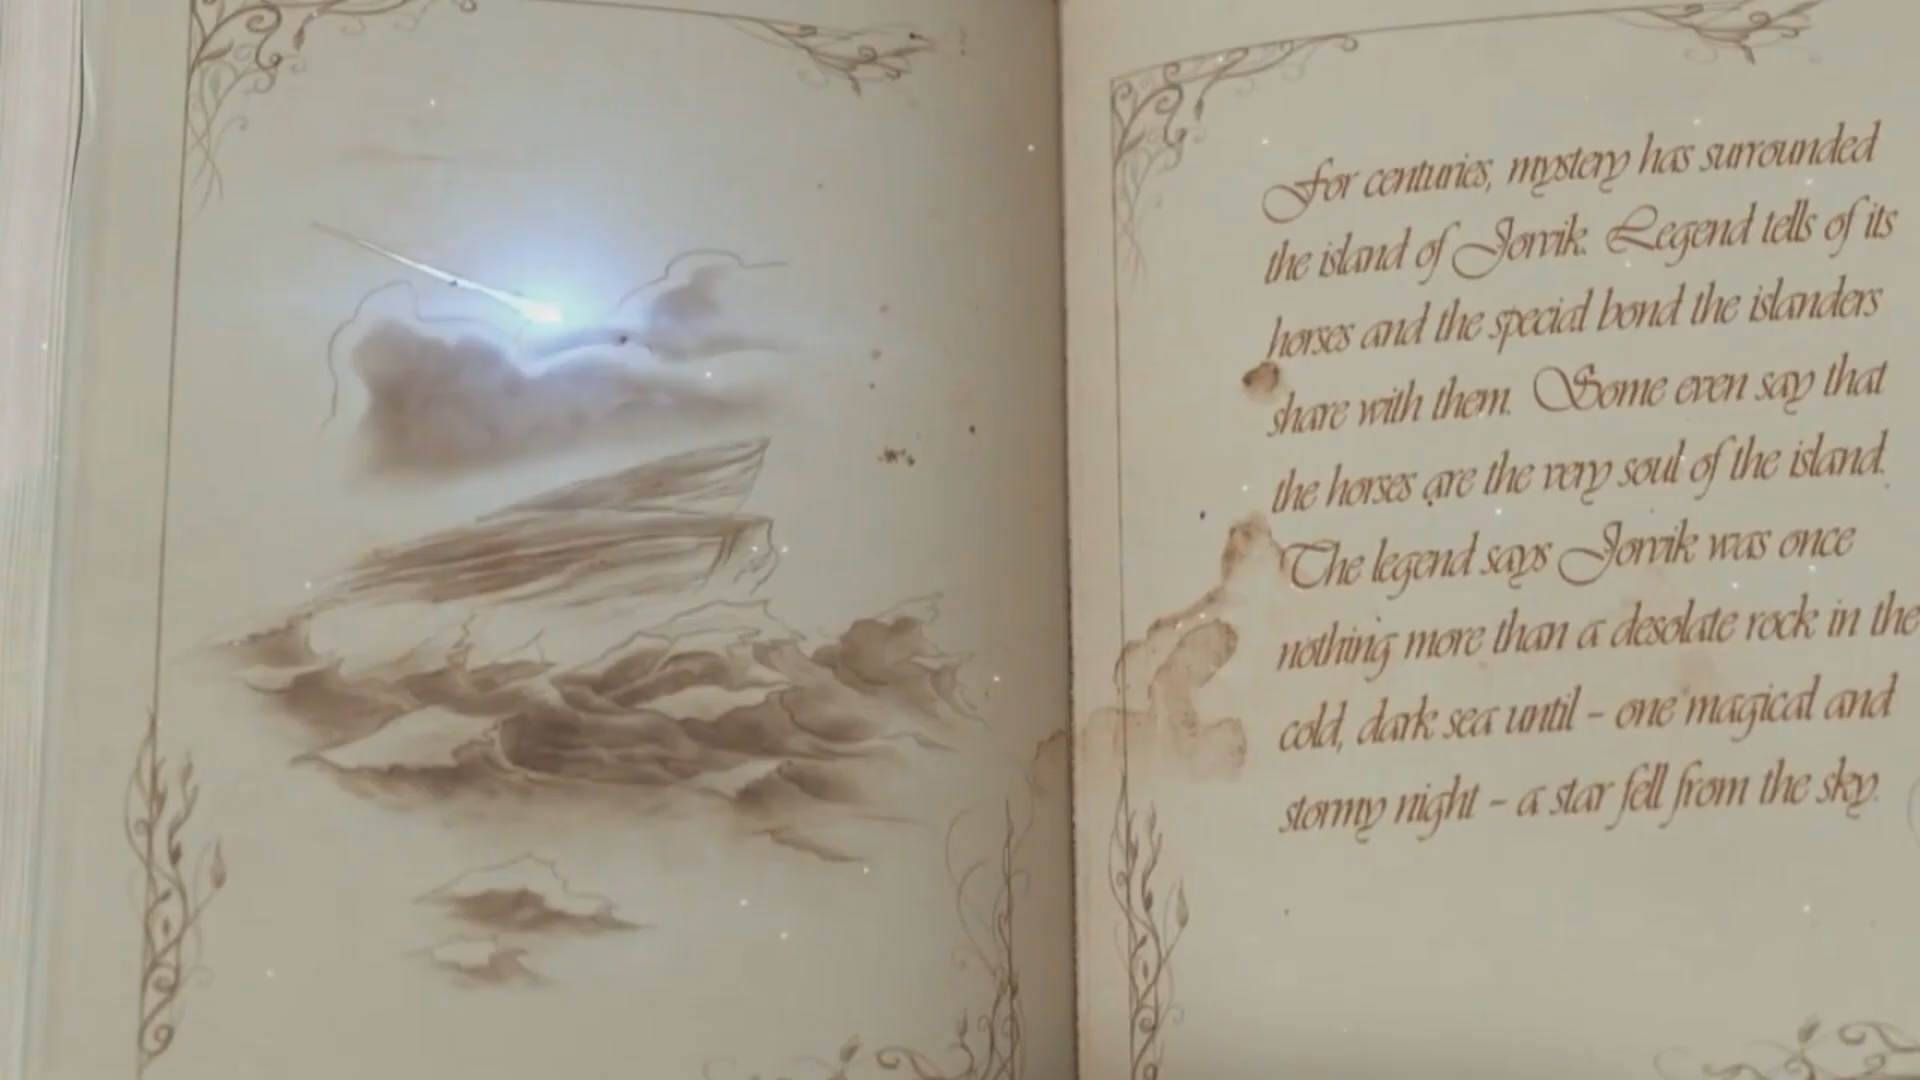 For centuries, mystery has surrounded
the island of Jorvik. Legend tells of its
horses and the special bond the islanders
share with them. Some even say that
the horses are the very soul of the island.
The legend says Jorvik was once
nothing more than a desolate rock in the
cold, dark sea until – one magical and
stormy night – a star fell from the sky.